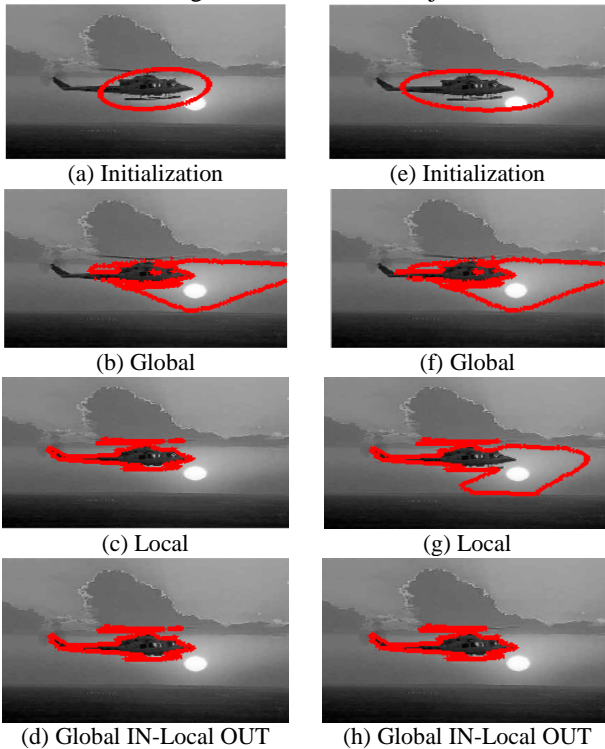 (a) Initialization
(e) Initialization
(b) Global
(f) Global
(c) Local
(g) Local
(d) Global IN-Local OUT
(h) Global IN-Local OUT